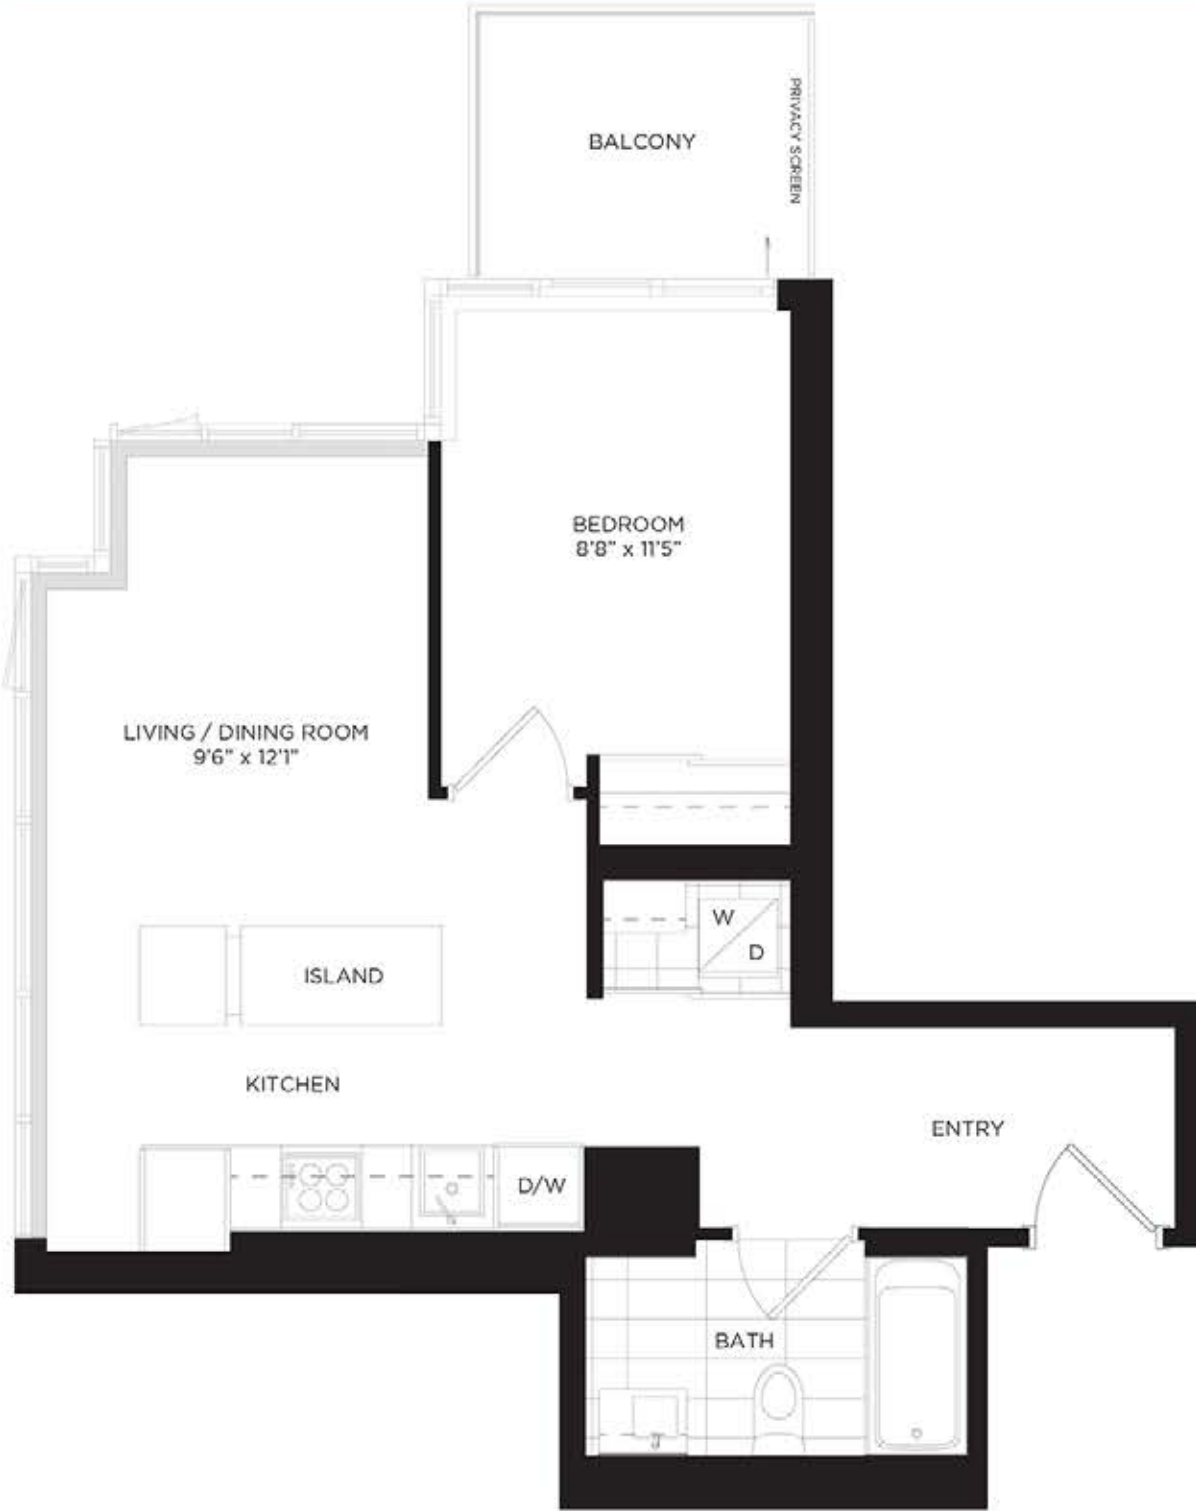 BALCONY
PRIVACY SCREEN
BEDROOM
8'8" x 11'5"
LIVING / DINING ROOM
9'6" x 12'1"
W
D
ISLAND
KITCHEN
ENTRY
D/W
BATH